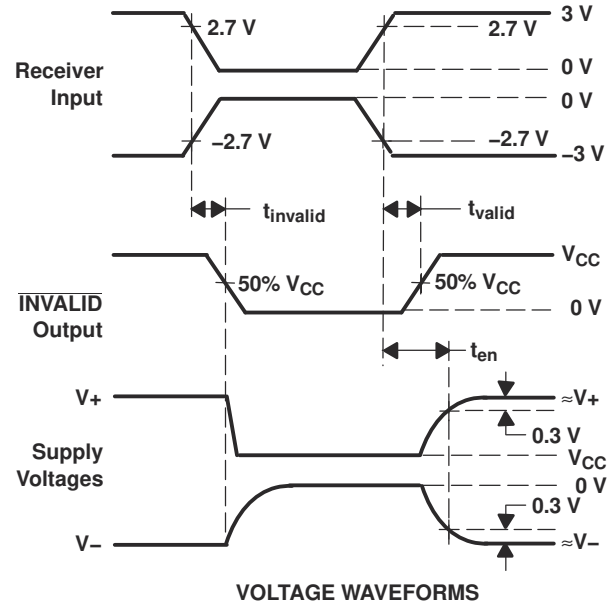 3 V
2.7 V
2.7 V
Receiver
Input
0 V
0 V
−2.7 V
−2.7 V
−3 V
tinvalid
tvalid
VCC
50% VCC
50% VCC
INVALID
Output
0 V
ten
V+
≈V+
0.3 V
Supply
Voltages
VCC
0 V
0.3 V
V−
≈V−
VOLTAGE WAVEFORMS